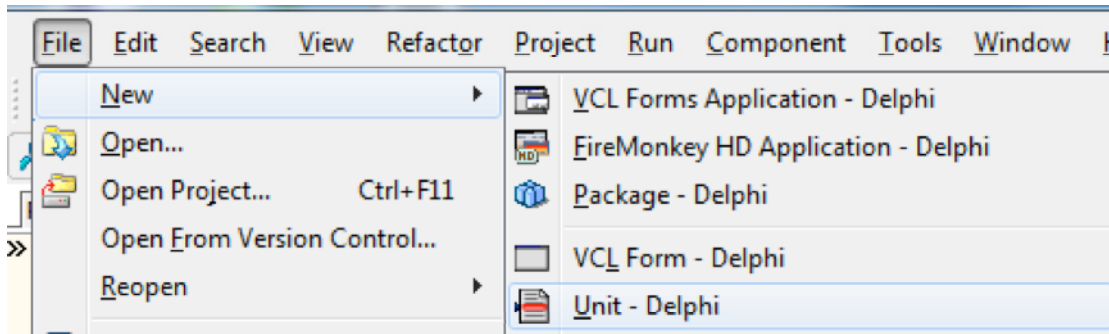 File Edit Search View Refactor Project Run Component Tools Window
New
Open...
Open Project... Ctrl+F11
Open From Version Control...
Reopen
VCL Forms Application - Delphi
FireMonkey HD Application - Delphi
Package - Delphi
VCL Form - Delphi
Unit - Delphi